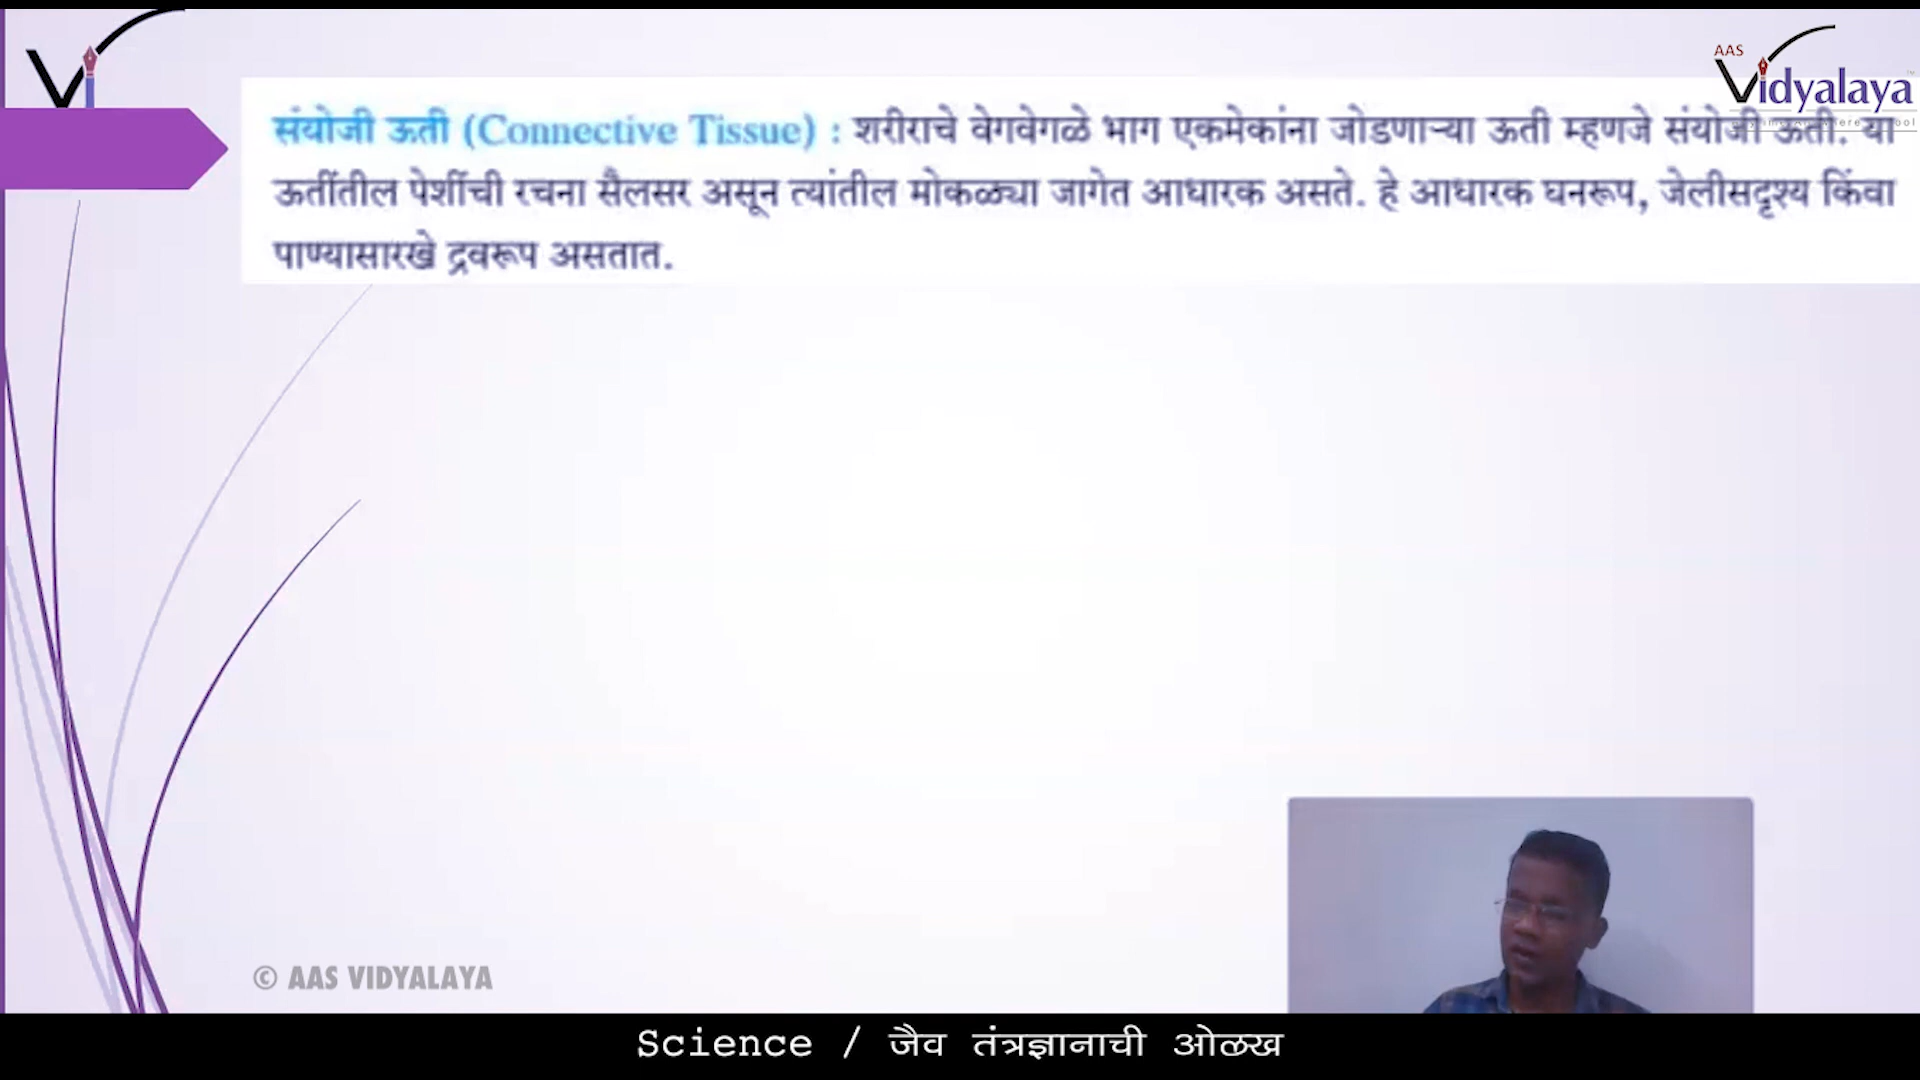 AAS
Vidyalaya
संयोजी ऊती (Connective Tissue) : शरीराचे वेगवेगळे भाग एकमेकांना जोडणाऱ्या ऊती म्हणजे संयोजी ऊती. या
ऊतींतील पेशींची रचना सैलसर असून त्यांतील मोकळ्या जागेत आधारक असते. हे आधारक घनरूप, जेलीसदृश्य किंवा
पाण्यासारखे द्रवरूप असतात.
© AAS VIDYALAYA
Science / जैव तंत्रज्ञानाची ओळख